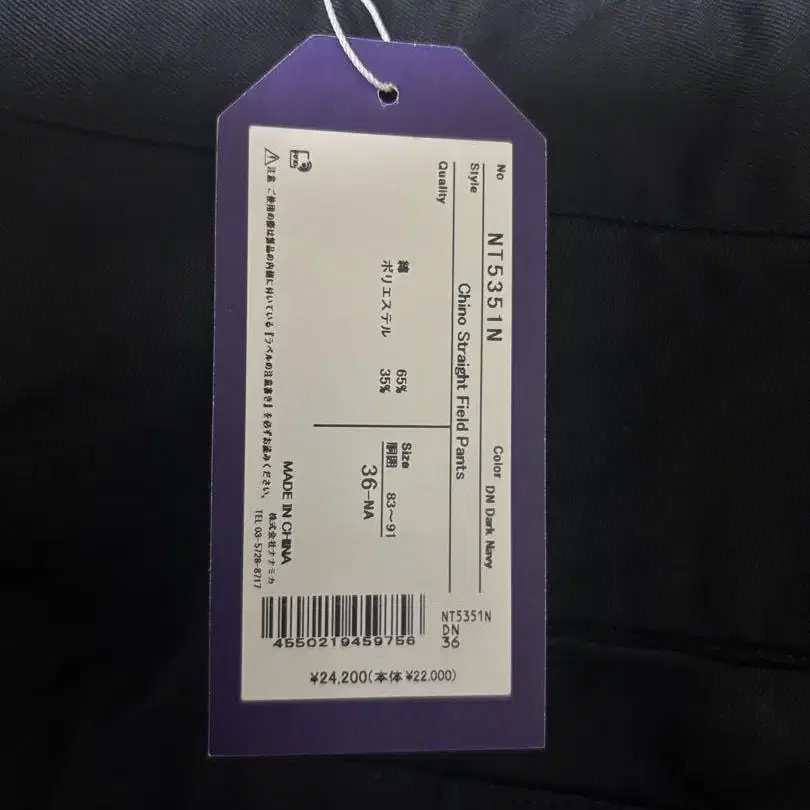 No NT5351N Color DN Dark Navy
Style Chino Straight Field Pants
Quality
綿 65%
ポリエステル 35%
Size
胴囲 83~91
36-NA
⚠注意 ご使用の際は製品の内側に付いている『ラベルの注意書き』を必ずお読みください。
MADE IN CHINA
株式会社ナナミカ
TEL 03-5728-8717
NT5351N
DN
36
4550219459756
¥24,200(本体 ¥22,000)